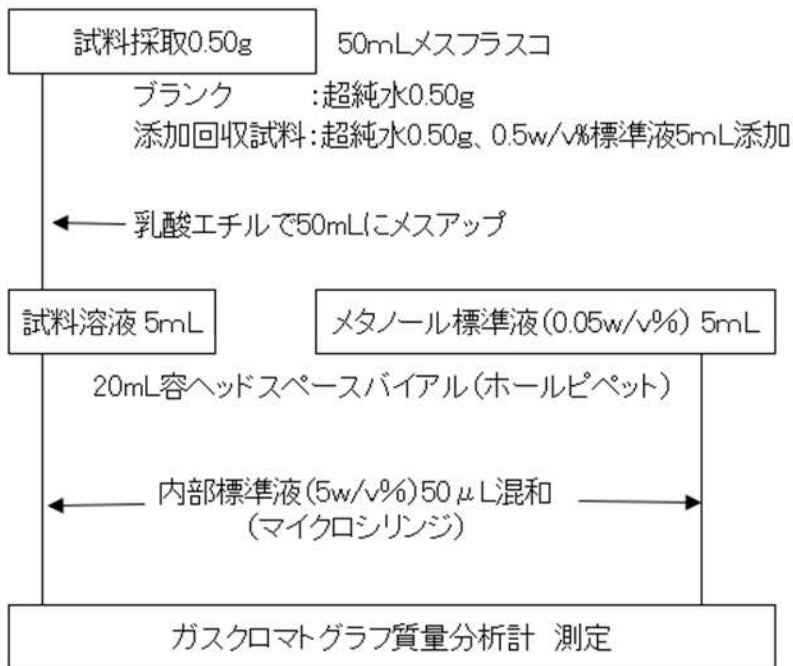 試料採取0.50g 50mLメスフラスコ
ブランク :超純水0.50g
添加回収試料:超純水0.50g、0.5w/v%標準液5mL添加
乳酸エチルで50mLにメスアップ
試料溶液 5mL
メタノール標準液(0.05w/v%) 5mL
20mL容ヘッドスペースバイアル(ホールピペット)
内部標準液(5w/v%)50μL混和
(マイクロシリンジ)
ガスクロマトグラフ質量分析計 測定